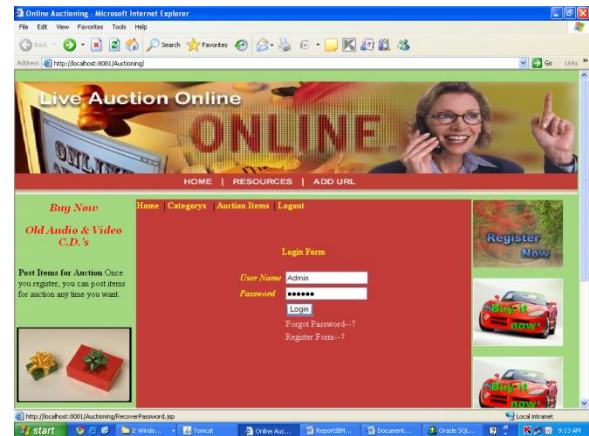 Online Auctioning - Microsoft Internet Explorer
File Edit View Favorites Tools Help
Back Search Favorites
Address http://localhost:8081/Auctioning/ Go Links
Live Auction Online
ONLINE
HOME | RESOURCES | ADD URL
Buy Now
Old Audio & Video
C.D.'s
Post Items for Auction Once
you register, you can post items
for auction any time you want.
Home | Categorys | Auction Items | Logout
Login Form
User Name Admin
Password ••••••
Login
Forgot Password--?
Register Form--?
Register
Now
Buy it
now
Buy it
now
http://localhost:8081/Auctioning/RecoverPassword.jsp Local intranet
start 2 Windo... Tomcat Online Auc... ReportSBM... Document... Oracle SQL... 9:13 AM